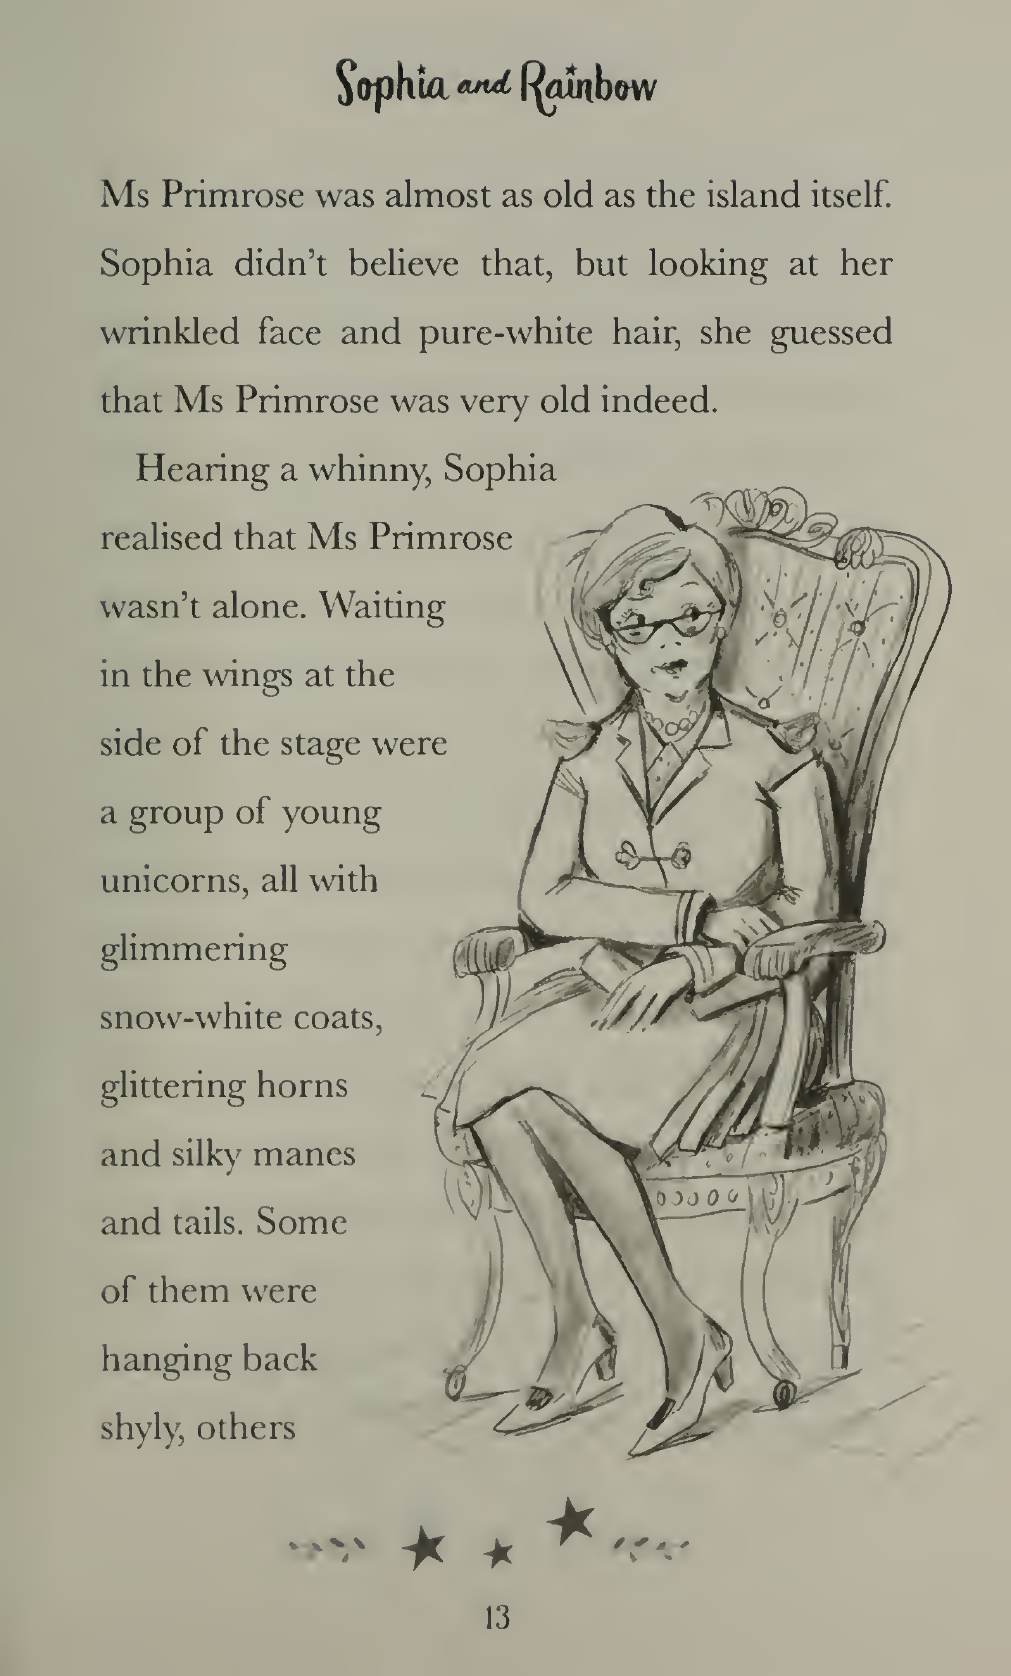 Sophia and Rainbow
Ms Primrose was almost as old as the island itself.
Sophia didn't believe that, but looking at her
wrinkled face and pure-white hair, she guessed
that Ms Primrose was very old indeed.
Hearing a whinny, Sophia
realised that Ms Primrose
wasn't alone. Waiting
in the wings at the
side of the stage were
a group of young
unicorns, all with
glimmering
snow-white coats,
glittering horns
and silky manes
and tails. Some
of them were
hanging back
shyly, others
13